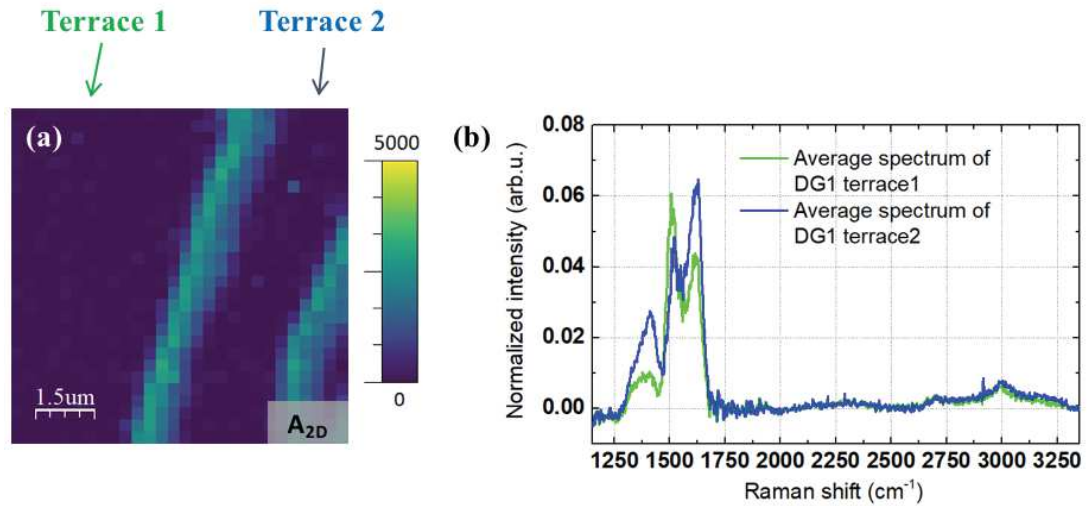 Terrace 1
Terrace 2
(a)
5000
0
1.5um
A2D
(b)
Normalized intensity (arb.u.)
0.08
0.06
0.04
0.02
0.00
Average spectrum of
DG1 terrace1
Average spectrum of
DG1 terrace2
1250 1500 1750 2000 2250 2500 2750 3000 3250
Raman shift (cm-1)